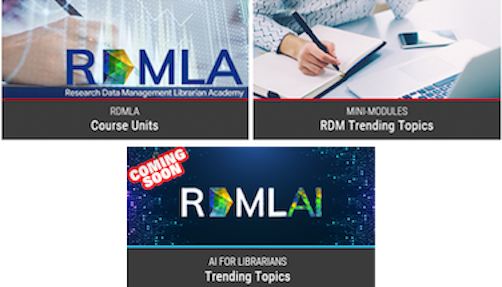 RDMLA
Research Data Management Librarian Academy
RDMLA
Course Units
MINI-MODULES
RDM Trending Topics
COMING
SOON
RDMLAI
AI FOR LIBRARIANS
Trending Topics